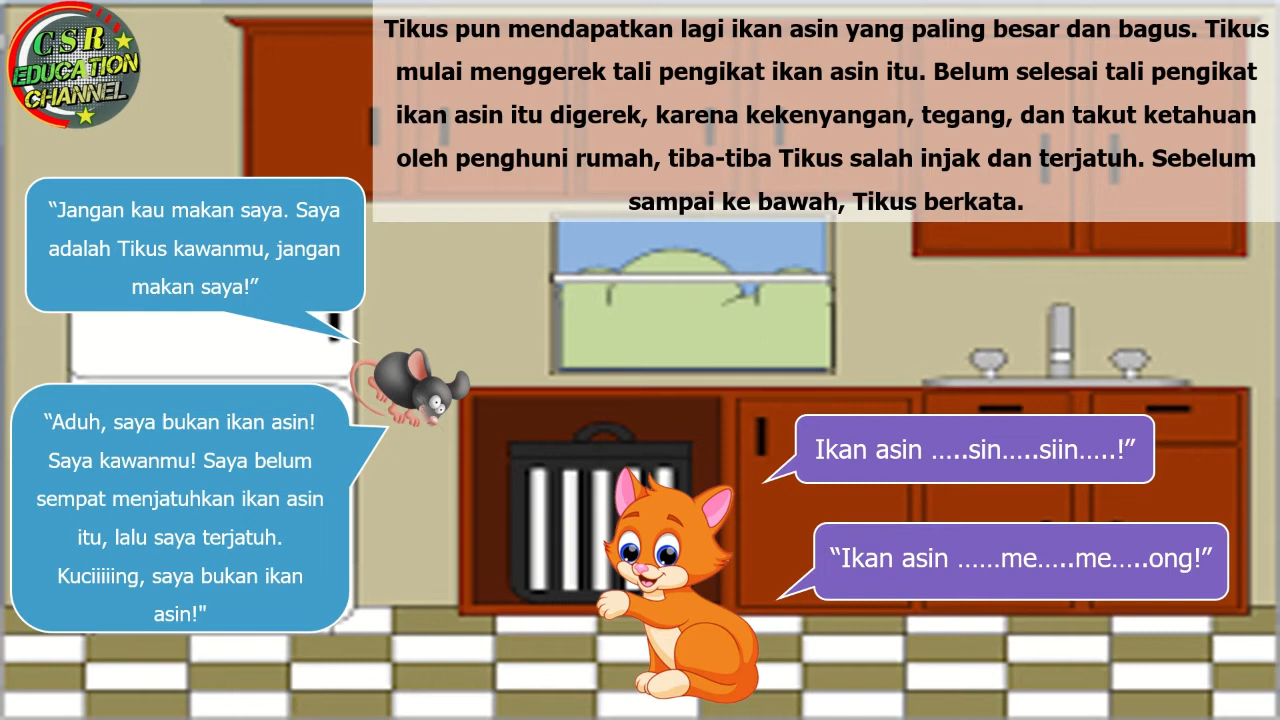 CSR
EDUCATION
CHANNEL
Tikus pun mendapatkan lagi ikan asin yang paling besar dan bagus. Tikus
mulai menggerek tali pengikat ikan asin itu. Belum selesai tali pengikat
ikan asin itu digerek, karena kekenyangan, tegang, dan takut ketahuan
oleh penghuni rumah, tiba-tiba Tikus salah injak dan terjatuh. Sebelum
sampai ke bawah, Tikus berkata.
“Jangan kau makan saya. Saya
adalah Tikus kawanmu, jangan
makan saya!”
“Aduh, saya bukan ikan asin!
Saya kawanmu! Saya belum
sempat menjatuhkan ikan asin
itu, lalu saya terjatuh.
Kuciiiiing, saya bukan ikan
asin!"
Ikan asin …..sin…..siin…..!”
“Ikan asin ……me…..me…..ong!”